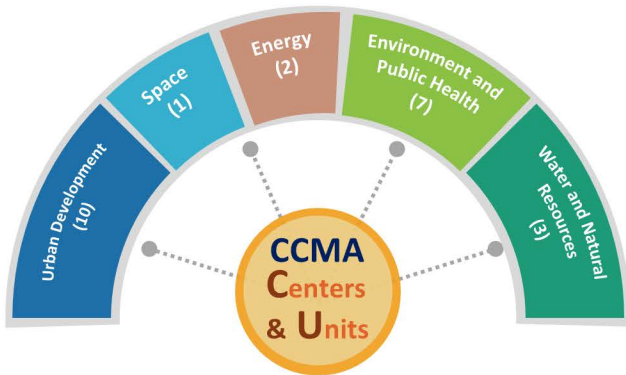 Urban Development
(10)
Space
(1)
Energy
(2)
Environment and
Public Health
(7)
Water and Natural
Resources
(3)
CCMA
Centers
& Units